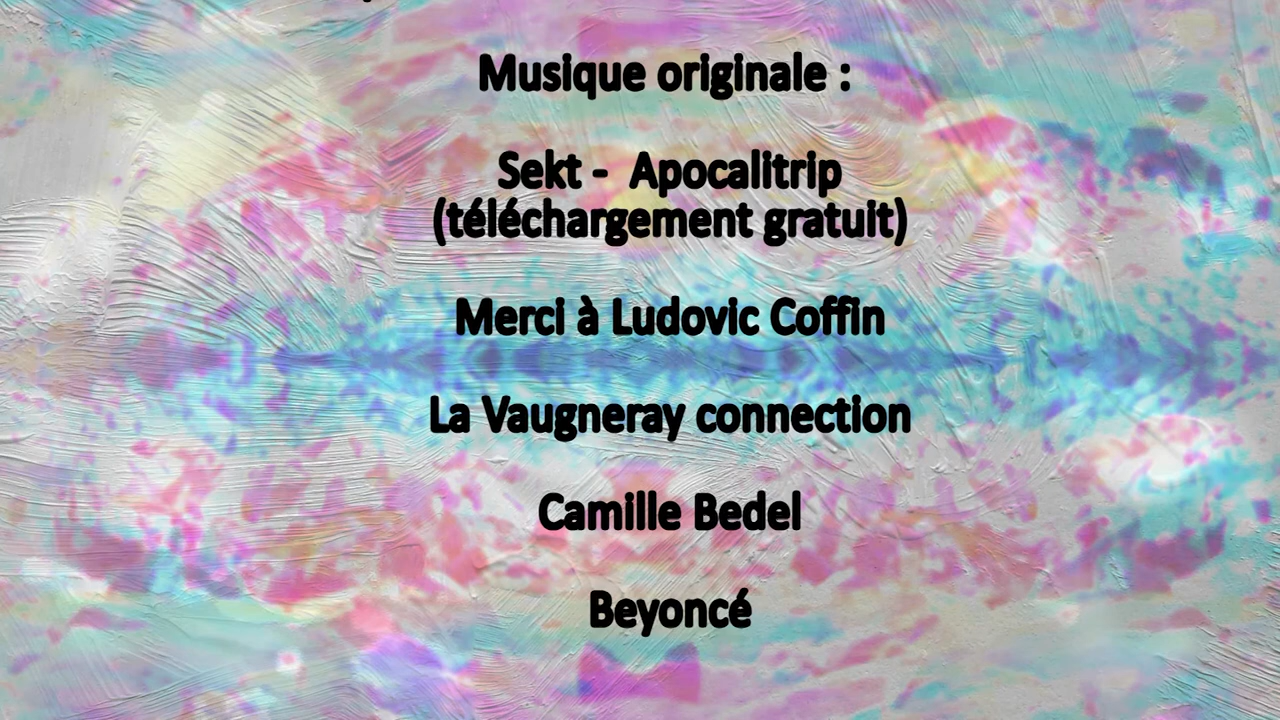 Musique originale :
Sekt - Apocalitrip
(téléchargement gratuit)
Merci à Ludovic Coffin
La Vaugneray connection
Camille Bedel
Beyoncé